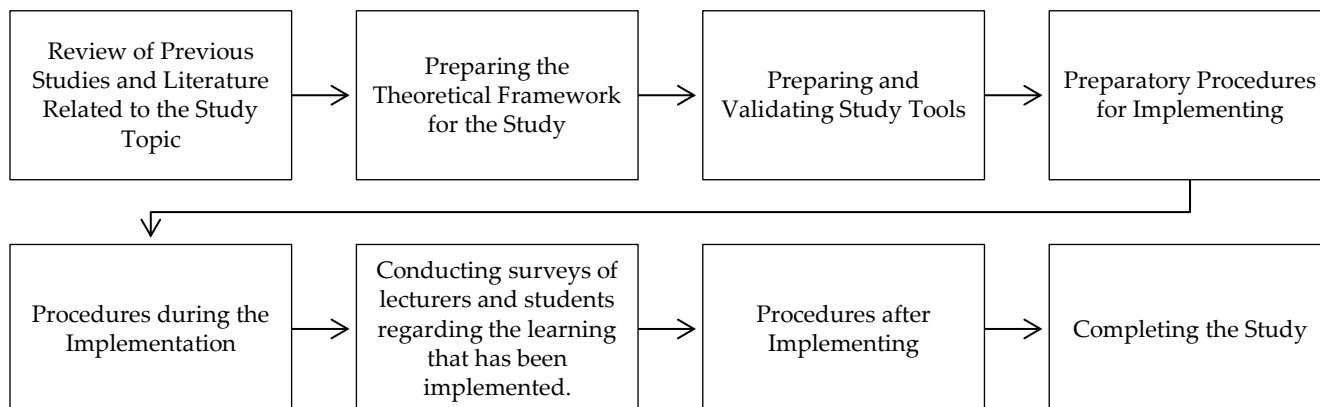 Review of Previous
Studies and Literature
Related to the Study
Topic
Preparing the
Theoretical Framework
for the Study
Preparing and
Validating Study Tools
Preparatory Procedures
for Implementing
Procedures during the
Implementation
Conducting surveys of
lecturers and students
regarding the learning
that has been
implemented.
Procedures after
Implementing
Completing the Study